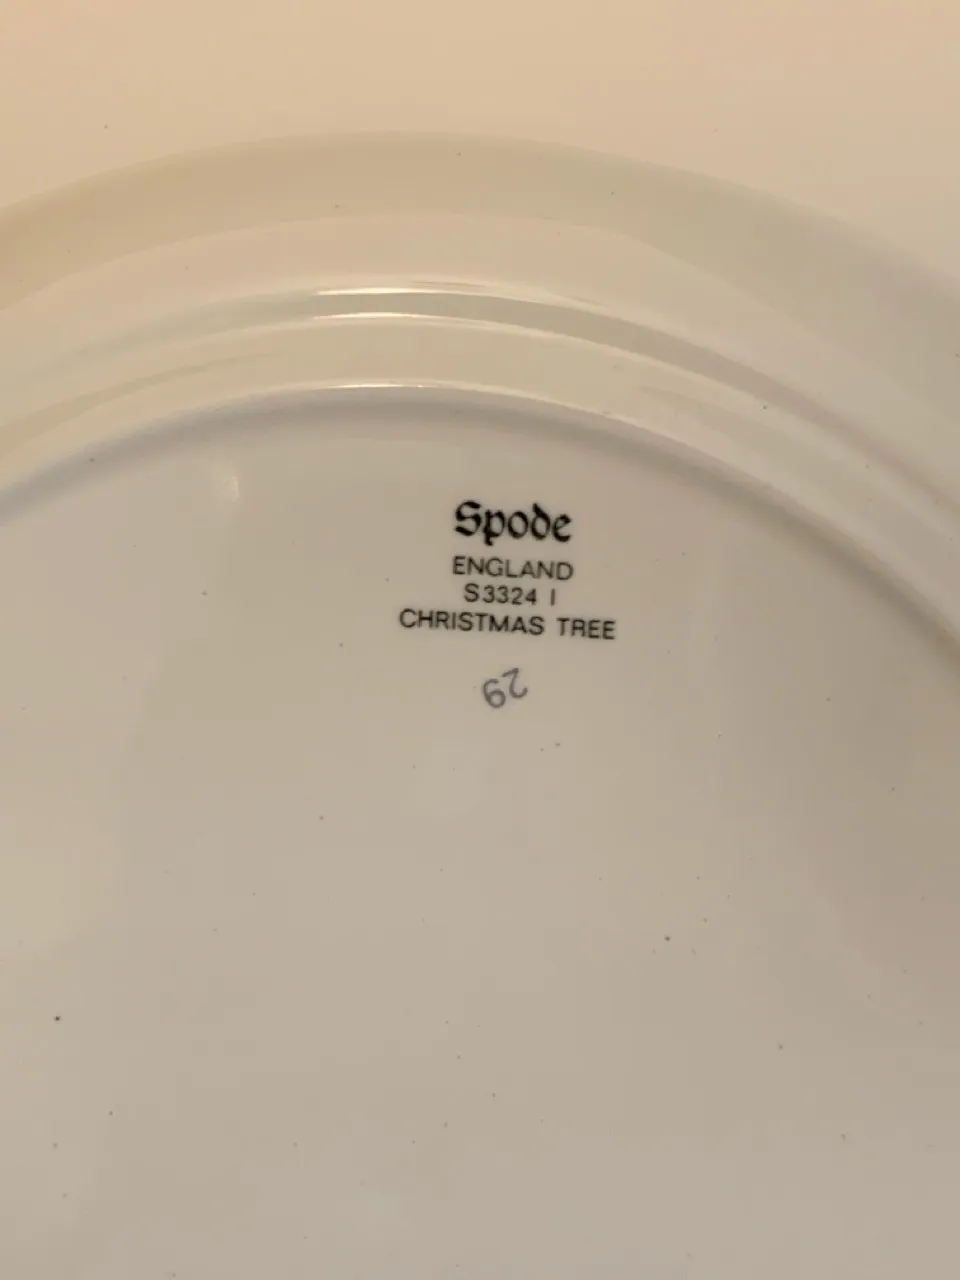 Spode
ENGLAND
S3324 I
CHRISTMAS TREE
29